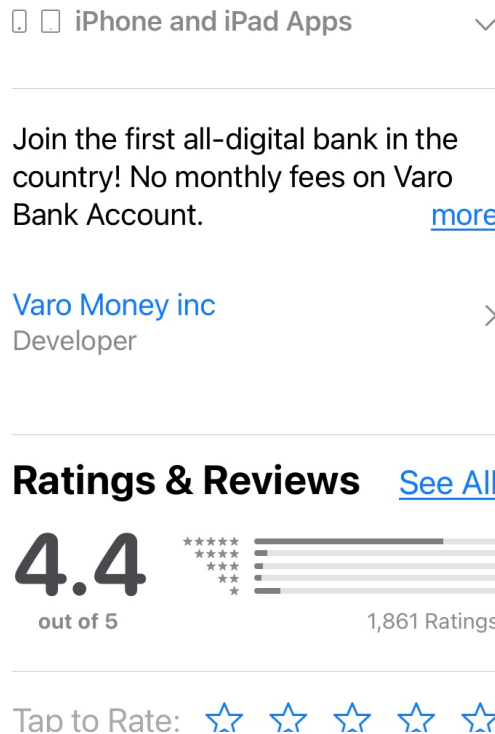 iPhone and iPad Apps
Join the first all-digital bank in the
country! No monthly fees on Varo
Bank Account. more
Varo Money inc
Developer
Ratings & Reviews See All
4.4
out of 5
1,861 Ratings
Tap to Rate: